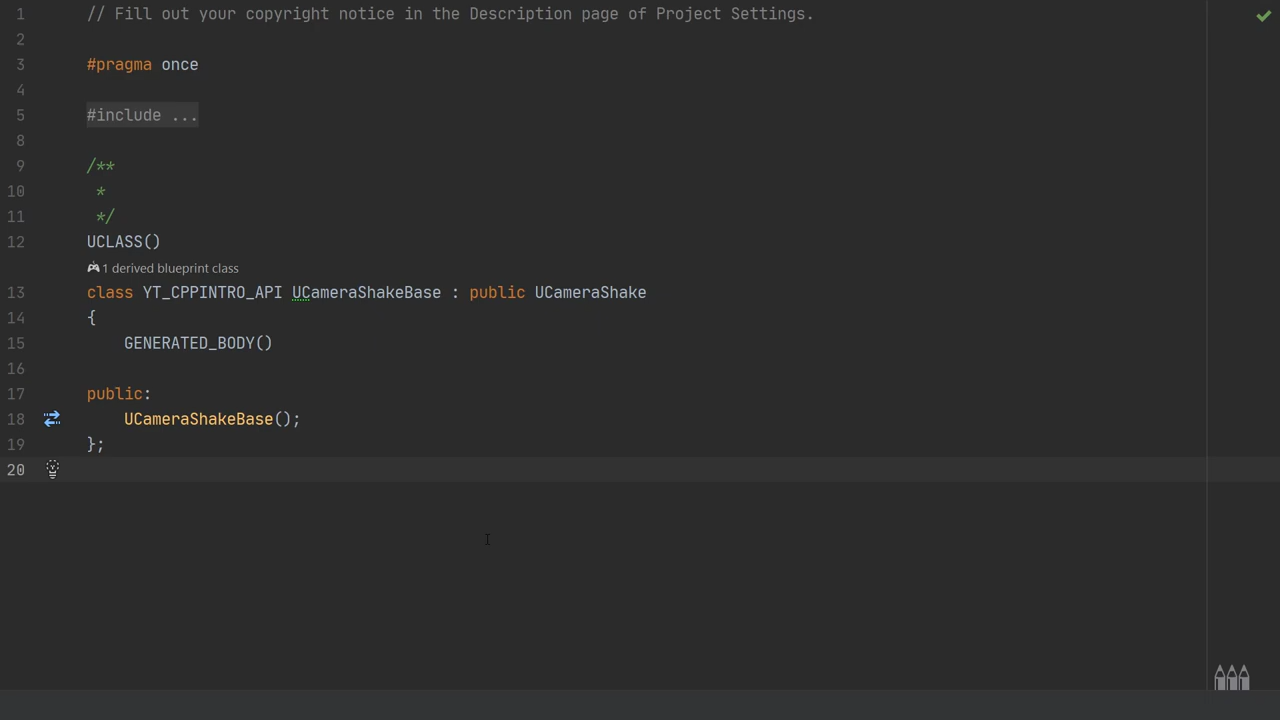 1 // Fill out your copyright notice in the Description page of Project Settings.
2
3 #pragma once
4
5 #include ...
8
9 /**
10 *
11 */
12 UCLASS()
1 derived blueprint class
13 class YT_CPPINTRO_API UCameraShakeBase : public UCameraShake
14 {
15 GENERATED_BODY()
16
17 public:
18 UCameraShakeBase();
19 };
20